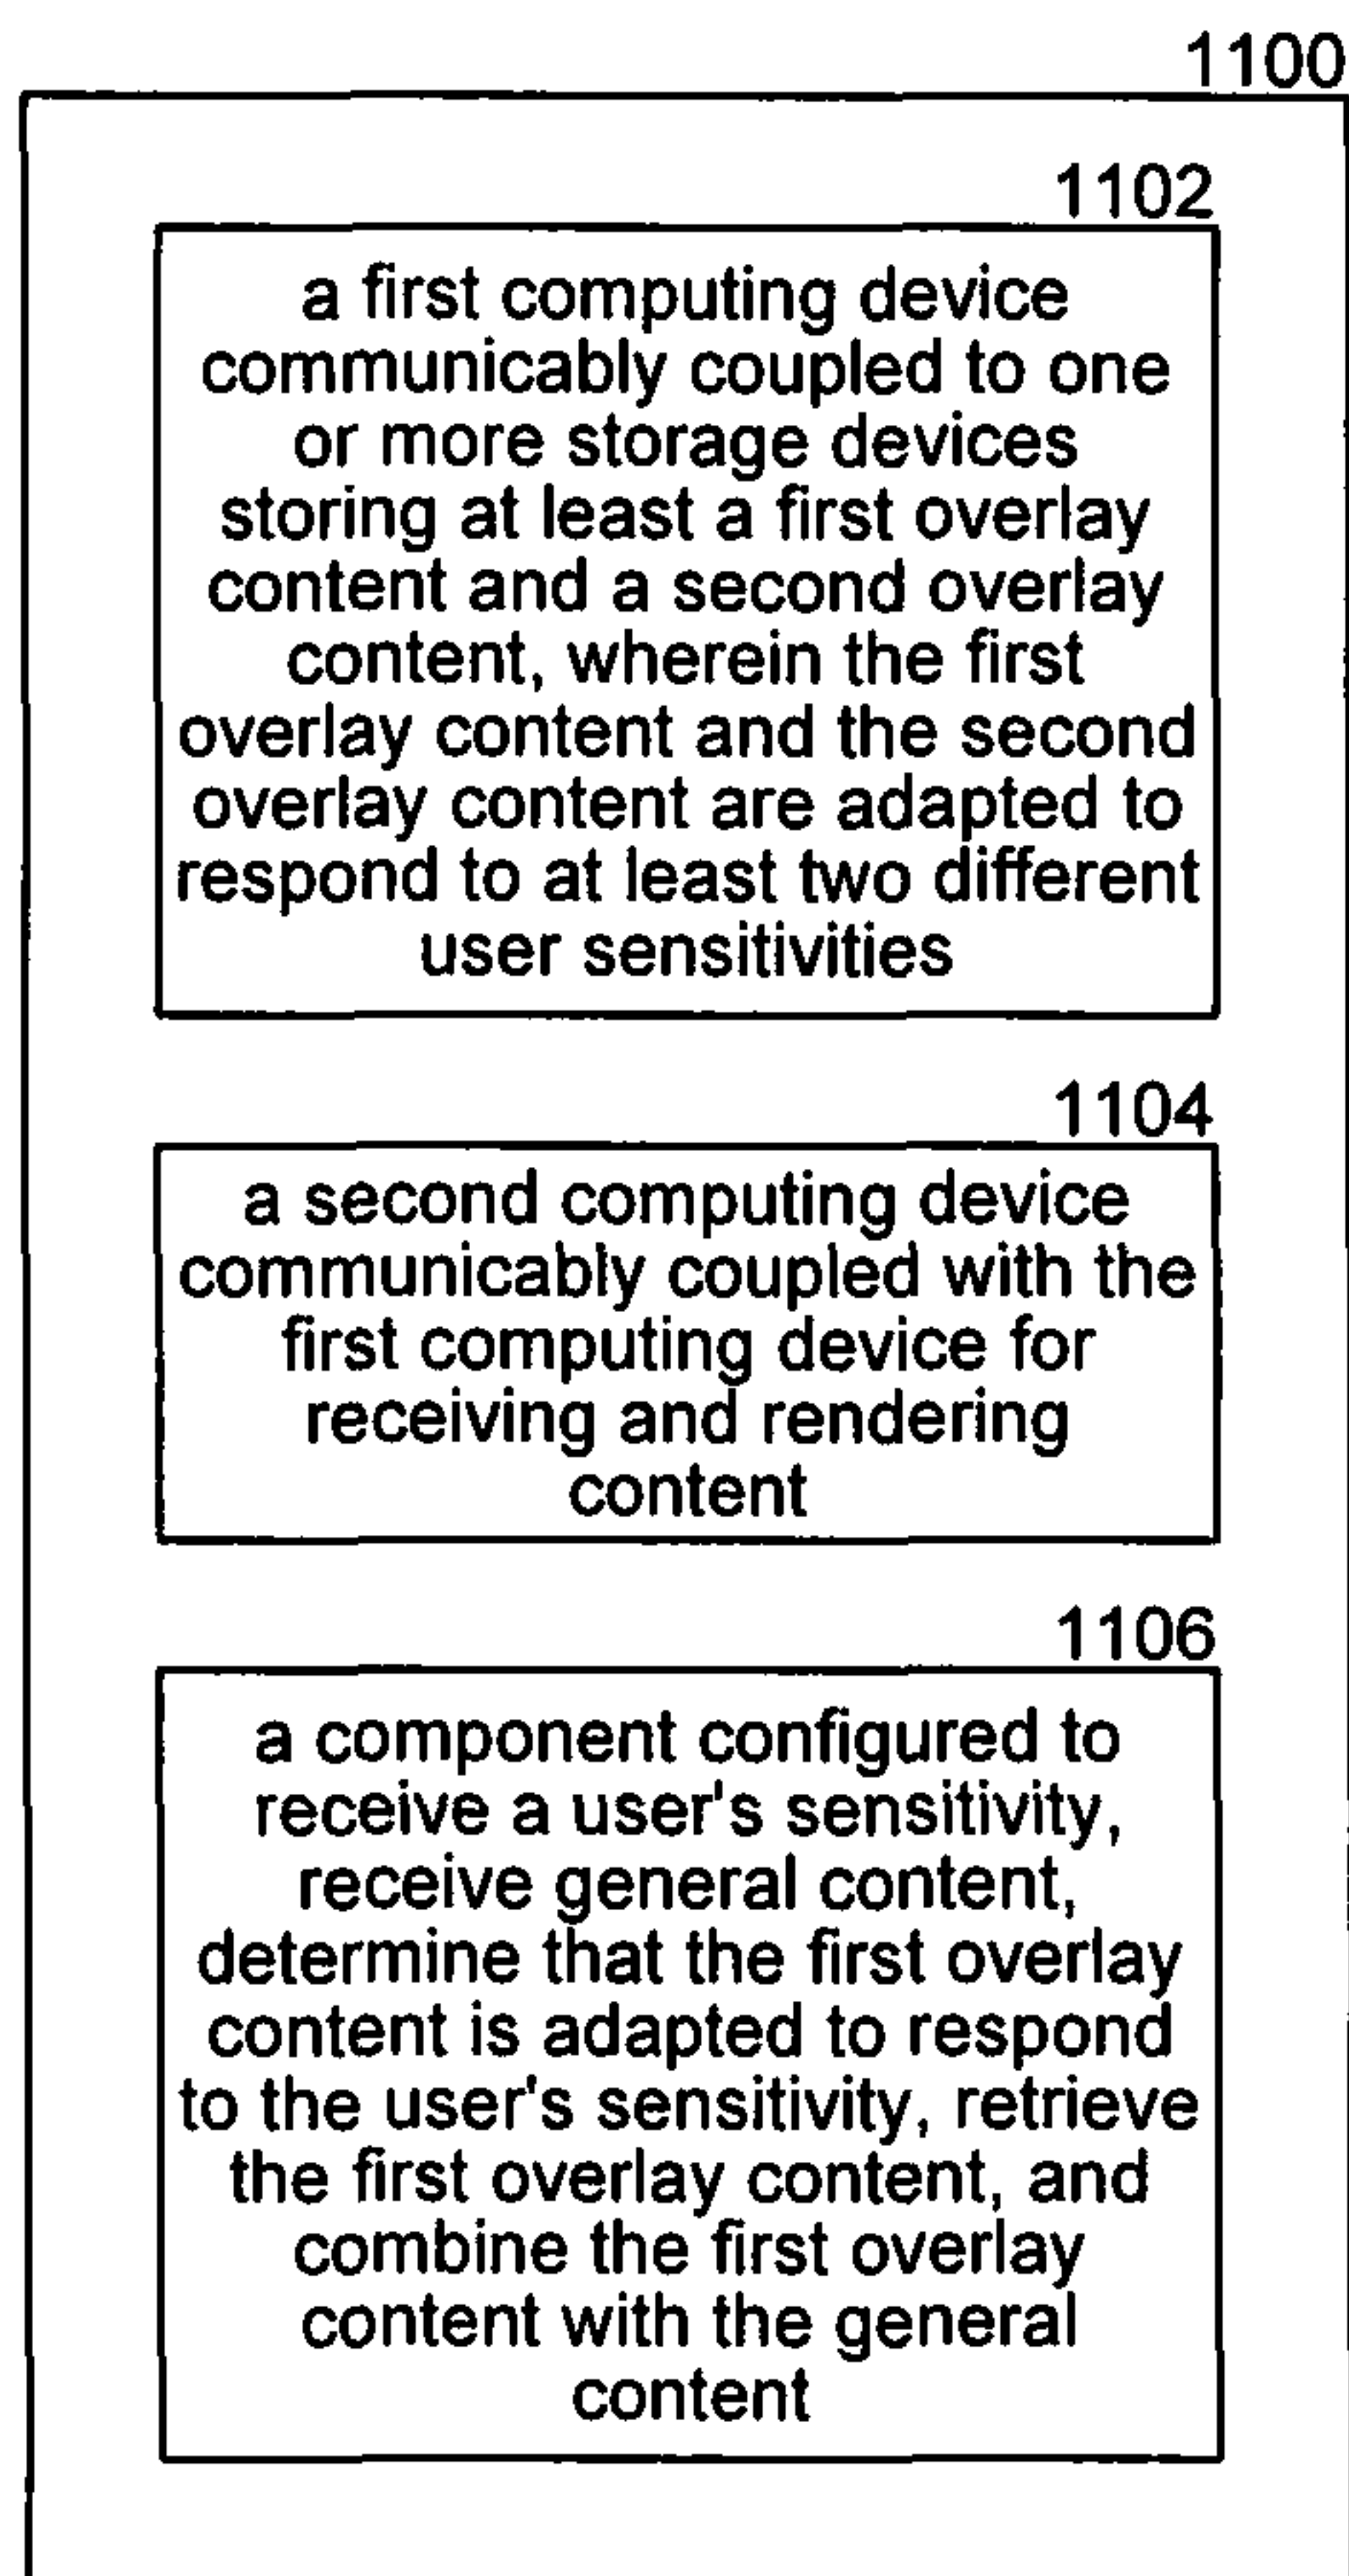 1100
1102
a first computing device
communicably coupled to one
or more storage devices
storing at least a first overlay
content and a second overlay
content, wherein the first
overlay content and the second
overlay content are adapted to
respond to at least two different
user sensitivities
1104
a second computing device
communicably coupled with the
first computing device for
receiving and rendering
content
1106
a component configured to
receive a user's sensitivity,
receive general content,
determine that the first overlay
content is adapted to respond
to the user's sensitivity, retrieve
the first overlay content, and
combine the first overlay
content with the general
content